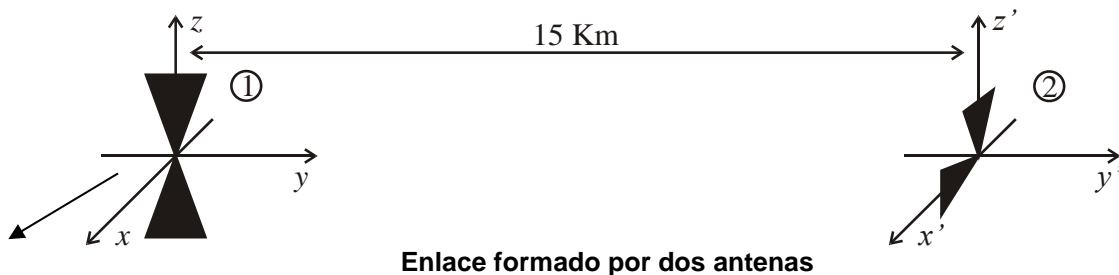 z
15 Km
z’
①
②
y
y’
x
x’
Enlace formado por dos antenas